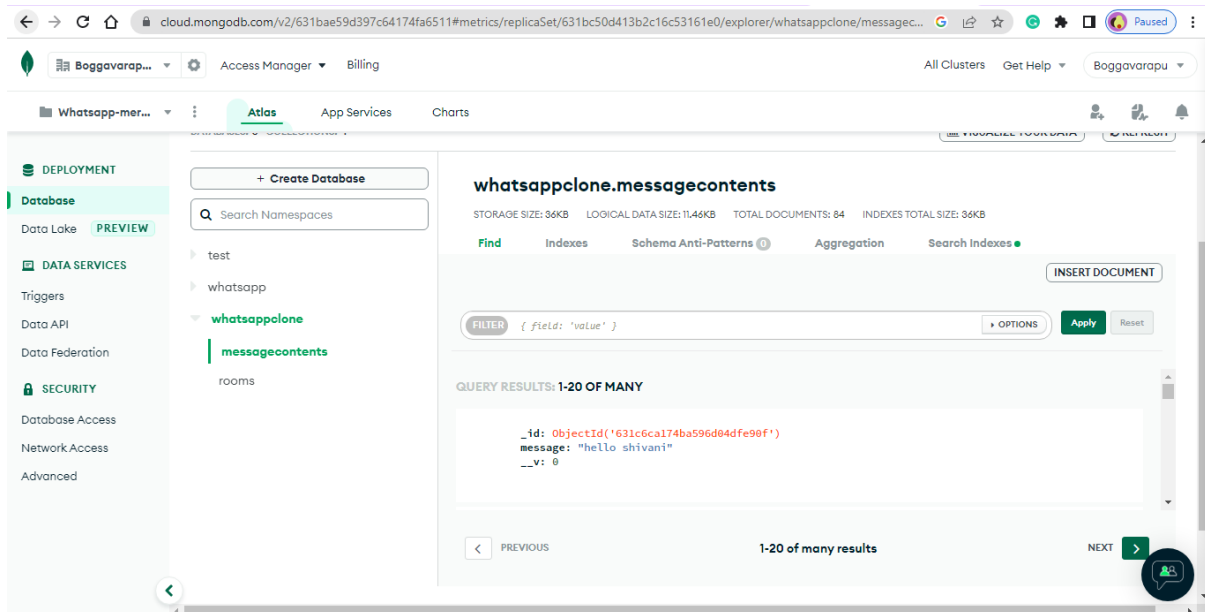 cloud.mongodb.com/v2/631bae59d397c64174fa6511#metrics/replicaSet/631bc50d413b2c16c53161e0/explorer/whatsappclone/messagec...
Paused
Boggavarap...
Access Manager
Billing
All Clusters
Get Help
Boggavarapu
Whatsapp-mer...
Atlas
App Services
Charts
VISUALIZE YOUR DATA
REFRESH
DEPLOYMENT
Database
Data Lake PREVIEW
DATA SERVICES
Triggers
Data API
Data Federation
SECURITY
Database Access
Network Access
Advanced
+ Create Database
Search Namespaces
test
whatsapp
whatsappclone
messagecontents
rooms
whatsappclone.messagecontents
STORAGE SIZE: 36KB LOGICAL DATA SIZE: 11.46KB TOTAL DOCUMENTS: 84 INDEXES TOTAL SIZE: 36KB
Find Indexes Schema Anti-Patterns 0 Aggregation Search Indexes
INSERT DOCUMENT
FILTER { field: 'value' } OPTIONS Apply Reset
QUERY RESULTS: 1-20 OF MANY
_id: ObjectId('631c6ca174ba596d04dfe90f')
message: "hello shivani"
__v: 0
PREVIOUS 1-20 of many results NEXT